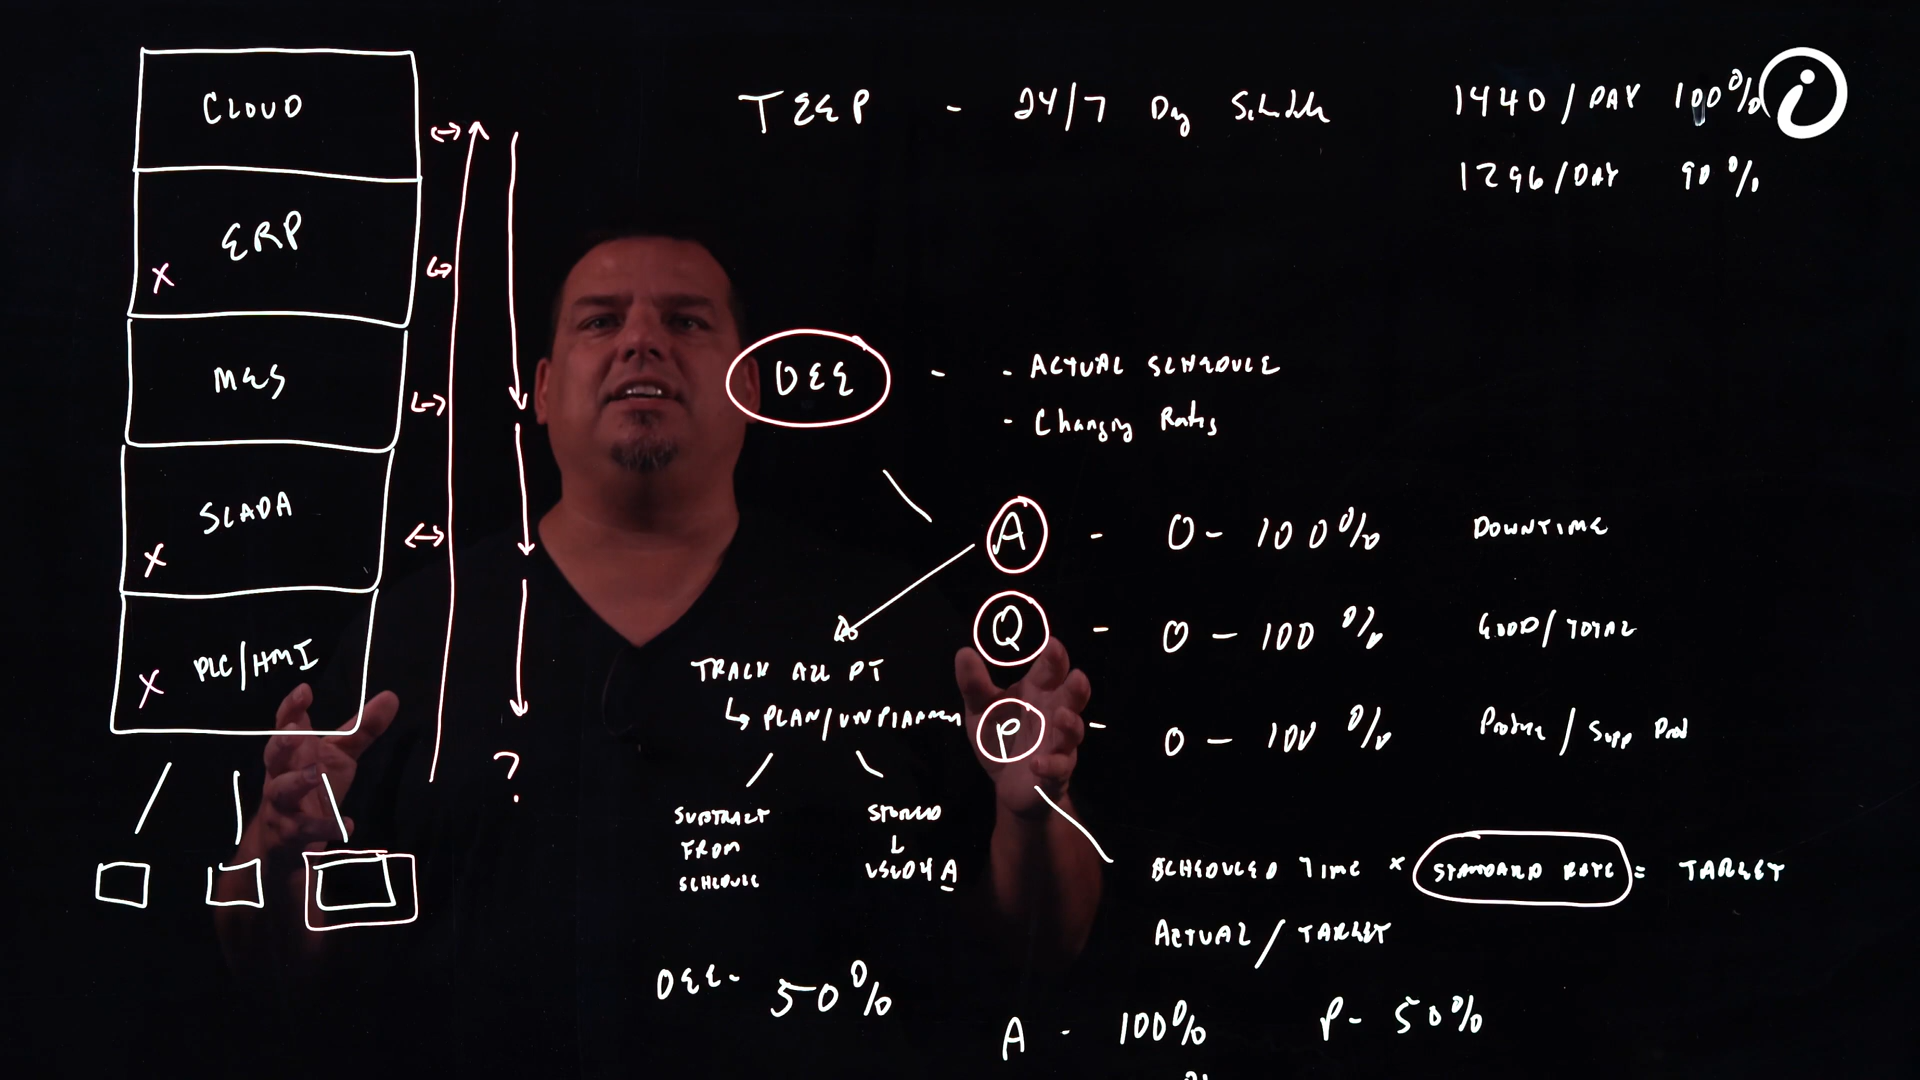 CLOUD
ERP
X
MES
SCADA
X
PLC/HMI
X
?
TEEP - 24/7 Day Schedule
1440/DAY 100%
1296/DAY 90%
OEE - - ACTUAL SCHEDULE
- Changing Rates
A - 0-100% DOWNTIME
Q - 0-100% GOOD/TOTAL
P - 0-100% Produce/Supp Prod
TRACK ALL DT
PLAN/UNPLANNED
SUBTRACT
FROM
SCHEDULE
STORED
A
SCHEDULED TIME × STANDARD RATE = TARGET
ACTUAL/TARGET
OEE- 50%
A - 100%
P- 50%